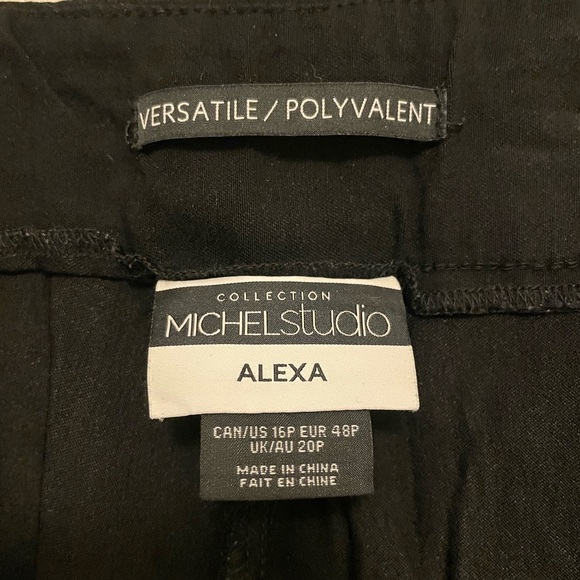 VERSATILE / POLYVALENT
COLLECTION
MICHELstudio
ALEXA
CAN/US 16P EUR 48P
UK/AU 20P
MADE IN CHINA
FAIT EN CHINE